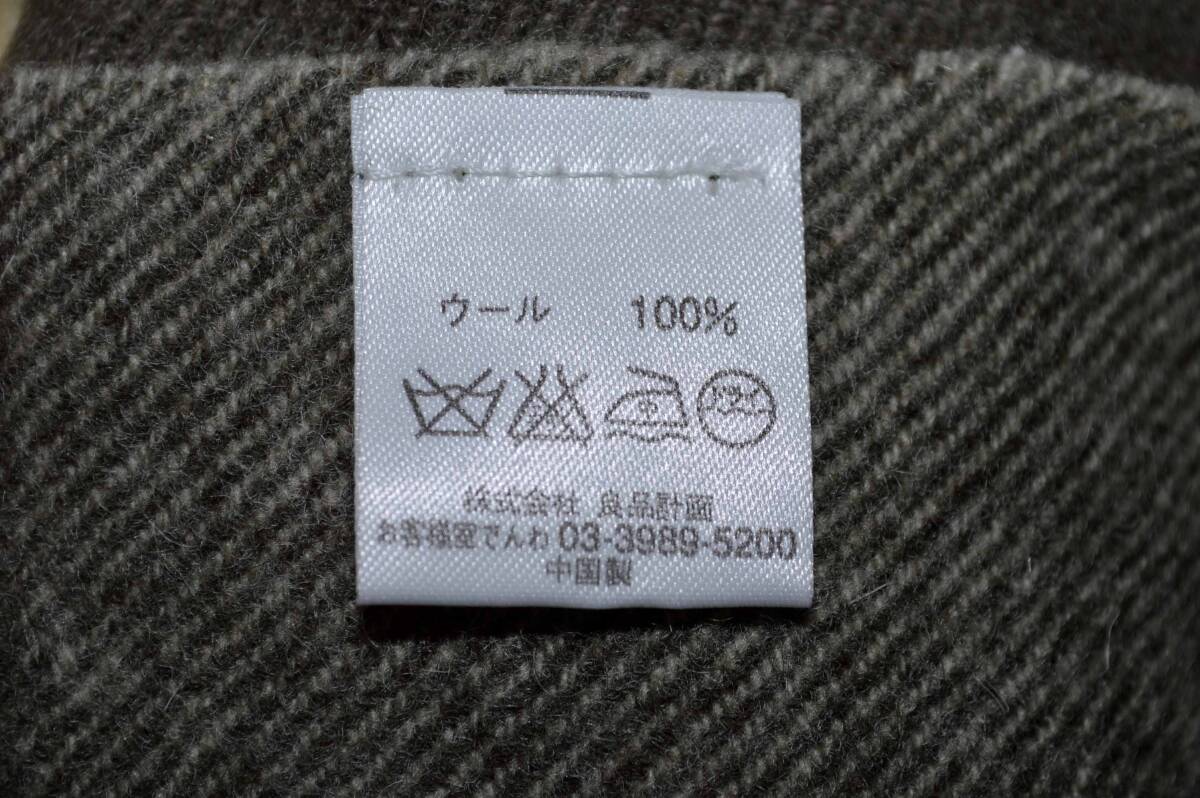 ウール 100%
ドライ
株式会社 良品計画
お客様室でんわ 03-3989-5200
中国製